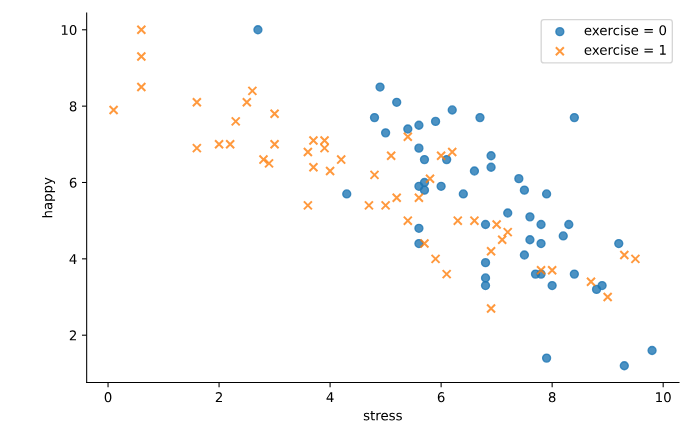 exercise = 0
exercise = 1
10
8
6
4
2
happy
0 2 4 6 8 10
stress